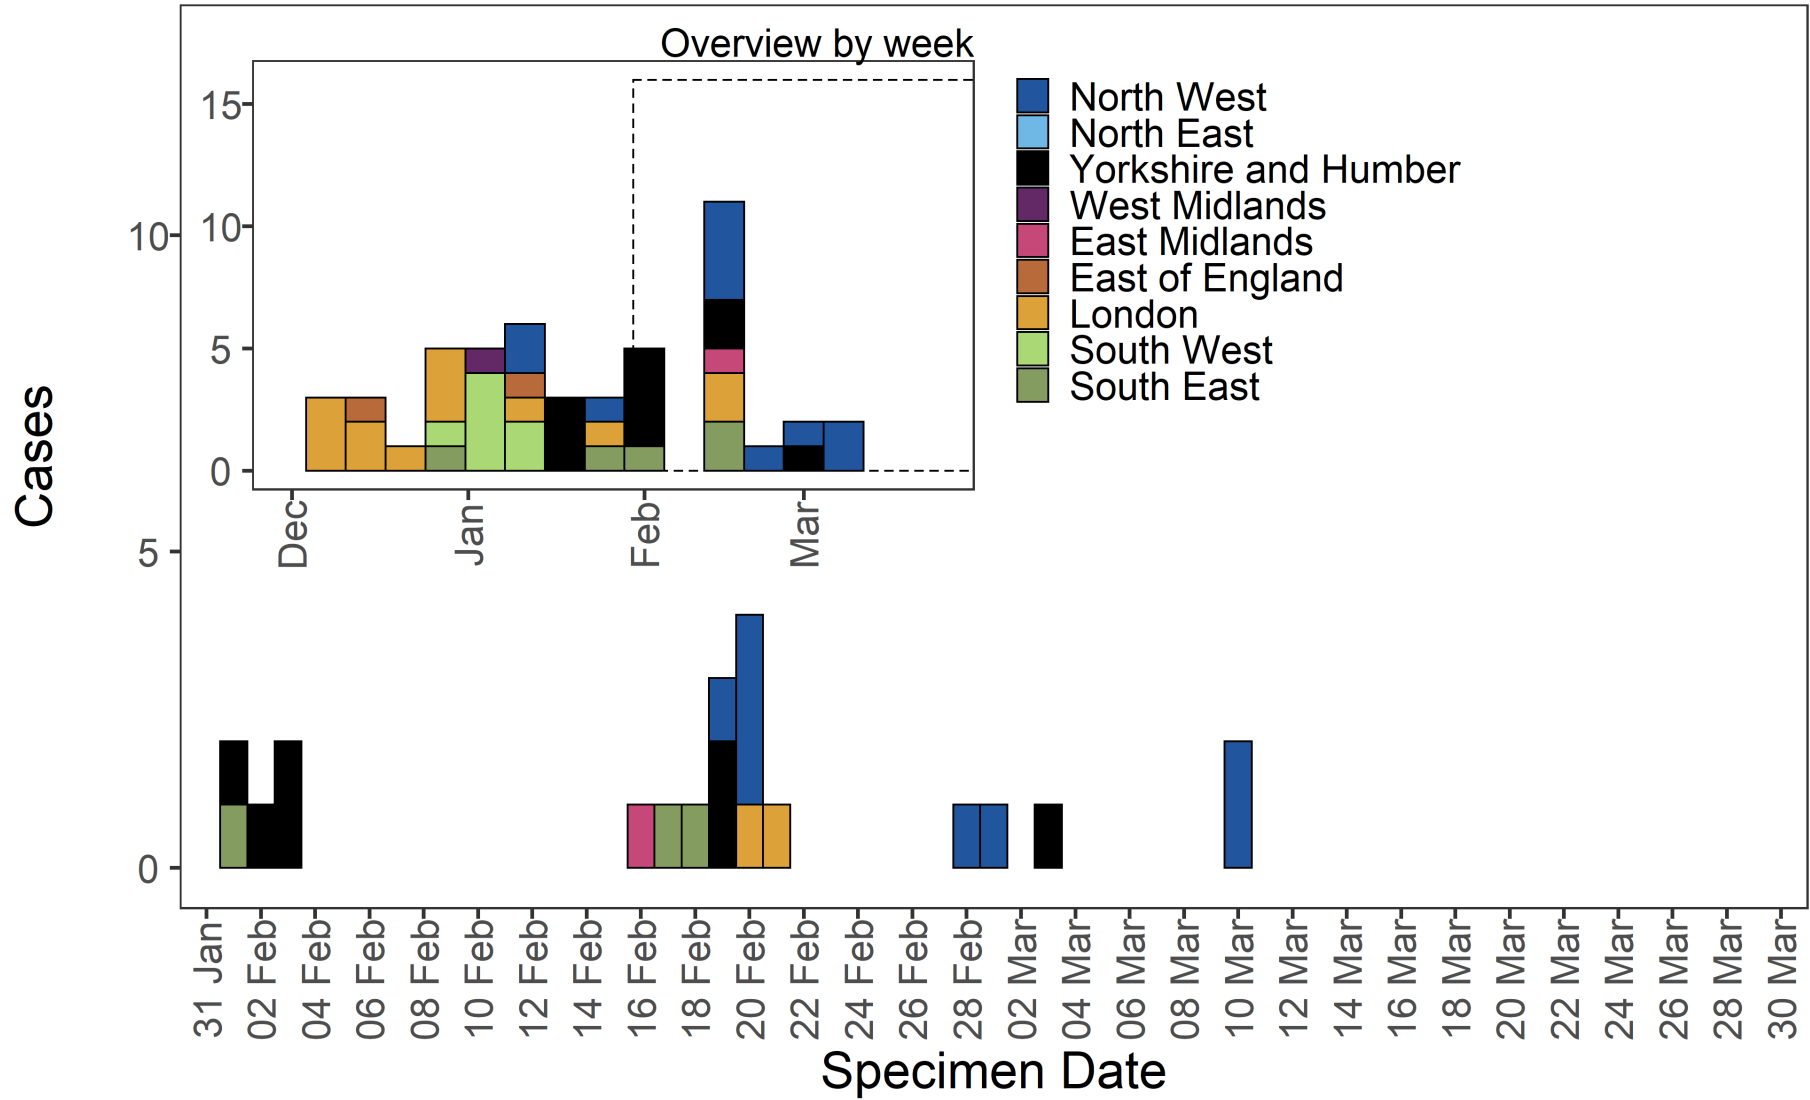 Overview by week
15
10
5
0
Dec
Jan
Feb
Mar
North West
North East
Yorkshire and Humber
West Midlands
East Midlands
East of England
London
South West
South East
Cases
10
5
0
31 Jan
02 Feb
04 Feb
06 Feb
08 Feb
10 Feb
12 Feb
14 Feb
16 Feb
18 Feb
20 Feb
22 Feb
24 Feb
26 Feb
28 Feb
02 Mar
04 Mar
06 Mar
08 Mar
10 Mar
12 Mar
14 Mar
16 Mar
18 Mar
20 Mar
22 Mar
24 Mar
26 Mar
28 Mar
30 Mar
Specimen Date